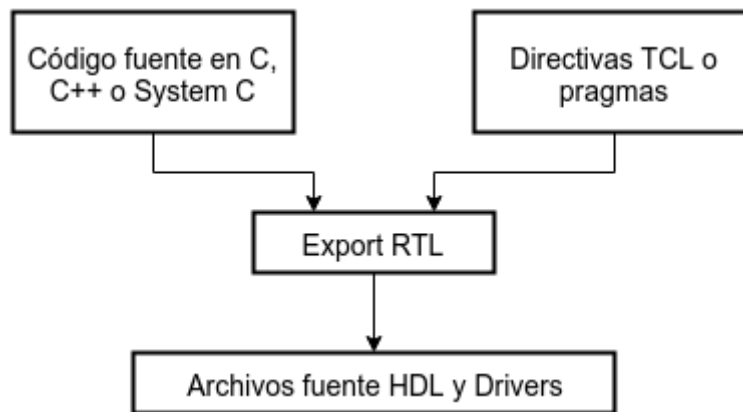 Código fuente en C,
C++ o System C
Directivas TCL o
pragmas
Export RTL
Archivos fuente HDL y Drivers